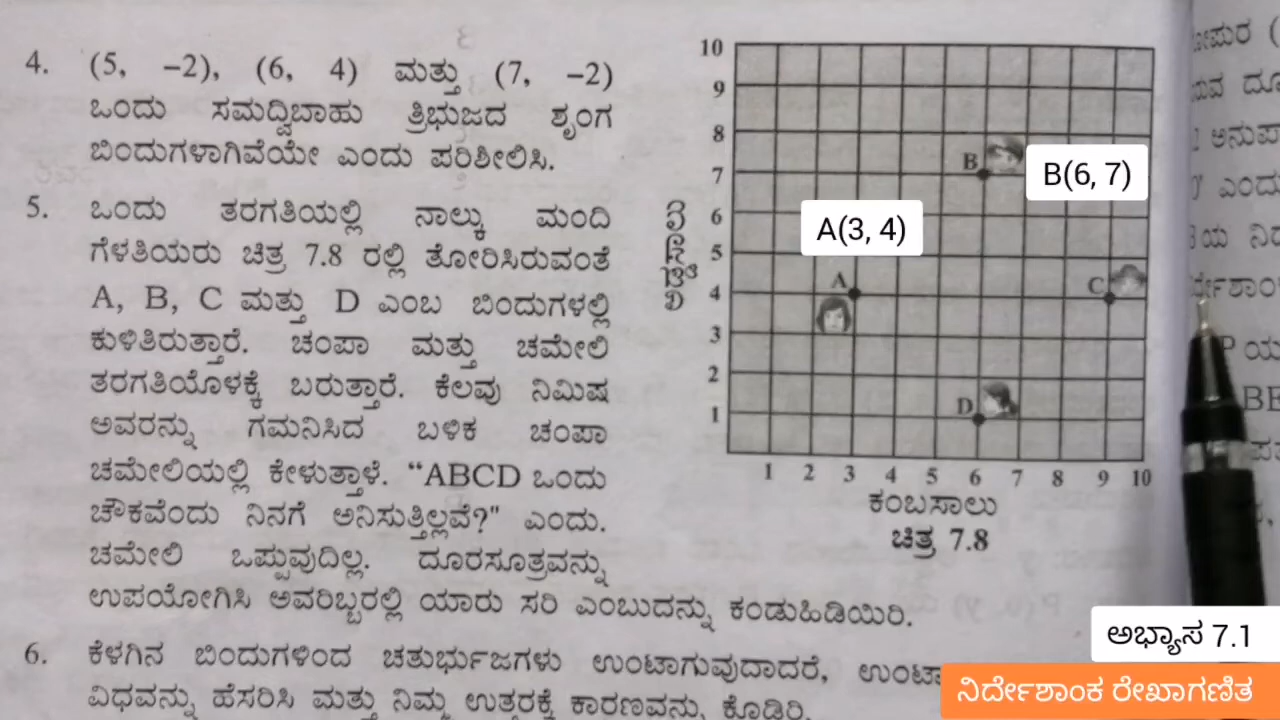 4. (5, −2), (6, 4) ಮತ್ತು (7, −2)
ಒಂದು ಸಮದ್ವಿಬಾಹು ತ್ರಿಭುಜದ ಶೃಂಗ
ಬಿಂದುಗಳಾಗಿವೆಯೇ ಎಂದು ಪರಿಶೀಲಿಸಿ.
5. ಒಂದು ತರಗತಿಯಲ್ಲಿ ನಾಲ್ಕು ಮಂದಿ
ಗೆಳತಿಯರು ಚಿತ್ರ 7.8 ರಲ್ಲಿ ತೋರಿಸಿರುವಂತೆ
A, B, C ಮತ್ತು D ಎಂಬ ಬಿಂದುಗಳಲ್ಲಿ
ಕುಳಿತಿರುತ್ತಾರೆ. ಚಂಪಾ ಮತ್ತು ಚಮೇಲಿ
ತರಗತಿಯೊಳಕ್ಕೆ ಬರುತ್ತಾರೆ. ಕೆಲವು ನಿಮಿಷ
ಅವರನ್ನು ಗಮನಿಸಿದ ಬಳಿಕ ಚಂಪಾ
ಚಮೇಲಿಯಲ್ಲಿ ಕೇಳುತ್ತಾಳೆ. “ABCD ಒಂದು
ಚೌಕವೆಂದು ನಿನಗೆ ಅನಿಸುತ್ತಿಲ್ಲವೆ?" ಎಂದು.
ಚಮೇಲಿ ಒಪ್ಪುವುದಿಲ್ಲ. ದೂರಸೂತ್ರವನ್ನು
ಉಪಯೋಗಿಸಿ ಅವರಿಬ್ಬರಲ್ಲಿ ಯಾರು ಸರಿ ಎಂಬುದನ್ನು ಕಂಡುಹಿಡಿಯಿರಿ.
6. ಕೆಳಗಿನ ಬಿಂದುಗಳಿಂದ ಚತುರ್ಭುಜಗಳು ಉಂಟಾಗುವುದಾದರೆ,
ವಿಧವನ್ನು ಹೆಸರಿಸಿ ಮತ್ತು ನಿಮ್ಮ ಉತ್ತರಕ್ಕೆ ಕಾರಣವನ್ನು ಕೊಡಿರಿ.
10
9
8
7
6
5
4
3
2
1
B
B(6, 7)
A(3, 4)
A
C
D
1 2 3 4 5 6 7 8 9 10
ಕಂಬಸಾಲು
ಚಿತ್ರ 7.8
ಅಭ್ಯಾಸ 7.1
ನಿರ್ದೇಶಾಂಕ ರೇಖಾಗಣಿತ